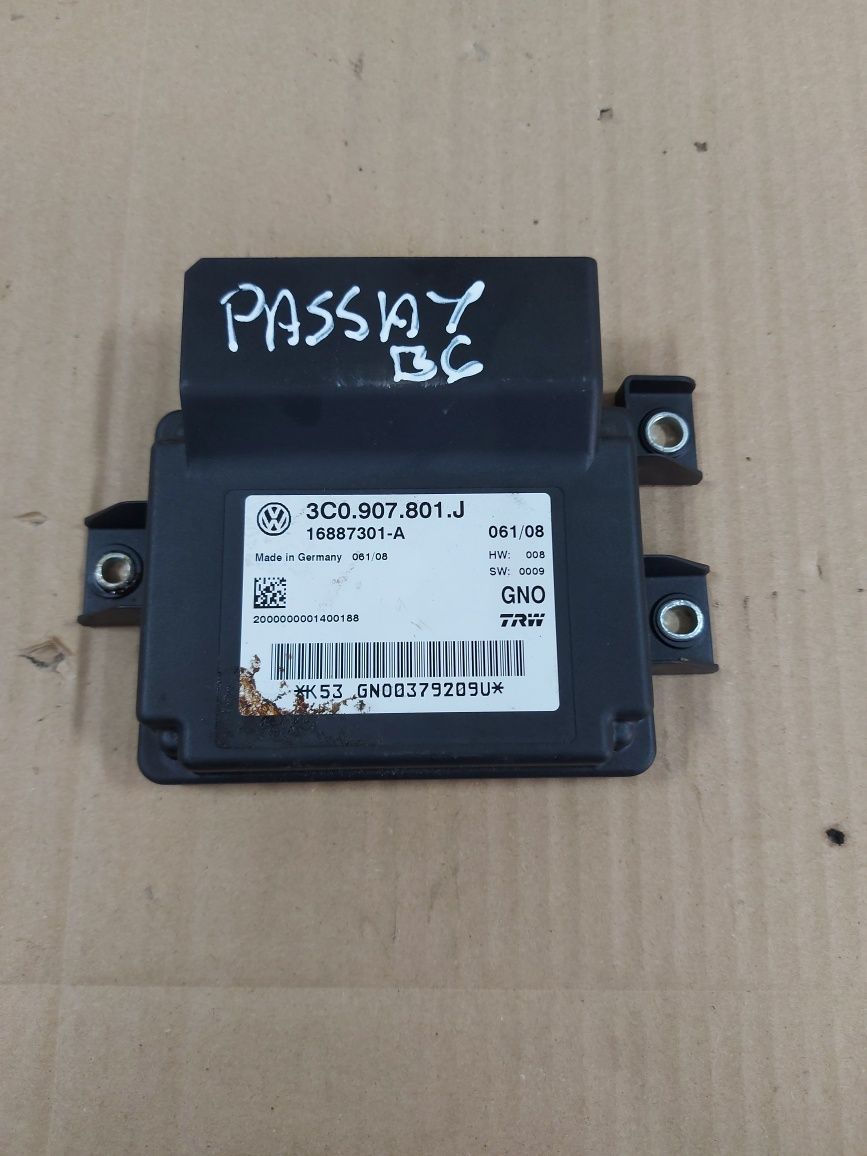 PASSAT
B6
3C0.907.801.J
16887301-A 061/08
Made in Germany 061/08 HW: 008
SW: 0009
GNO
2000000001400188 TRW
*K53 GNO0379209U*